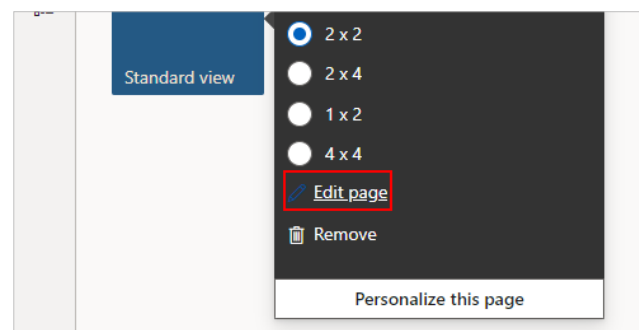 Standard view
2 x 2
2 x 4
1 x 2
4 x 4
Edit page
Remove
Personalize this page